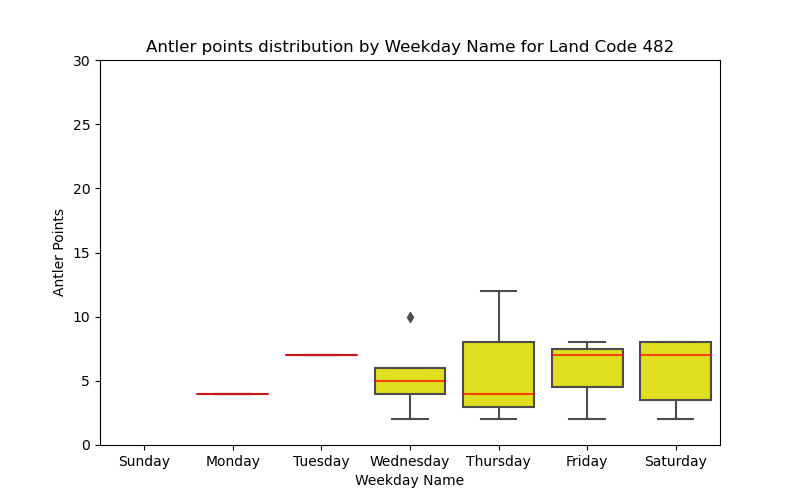 Antler points distribution by Weekday Name for Land Code 482
30
25
20
15
10
5
0
Antler Points
Sunday Monday Tuesday Wednesday Thursday Friday Saturday
Weekday Name